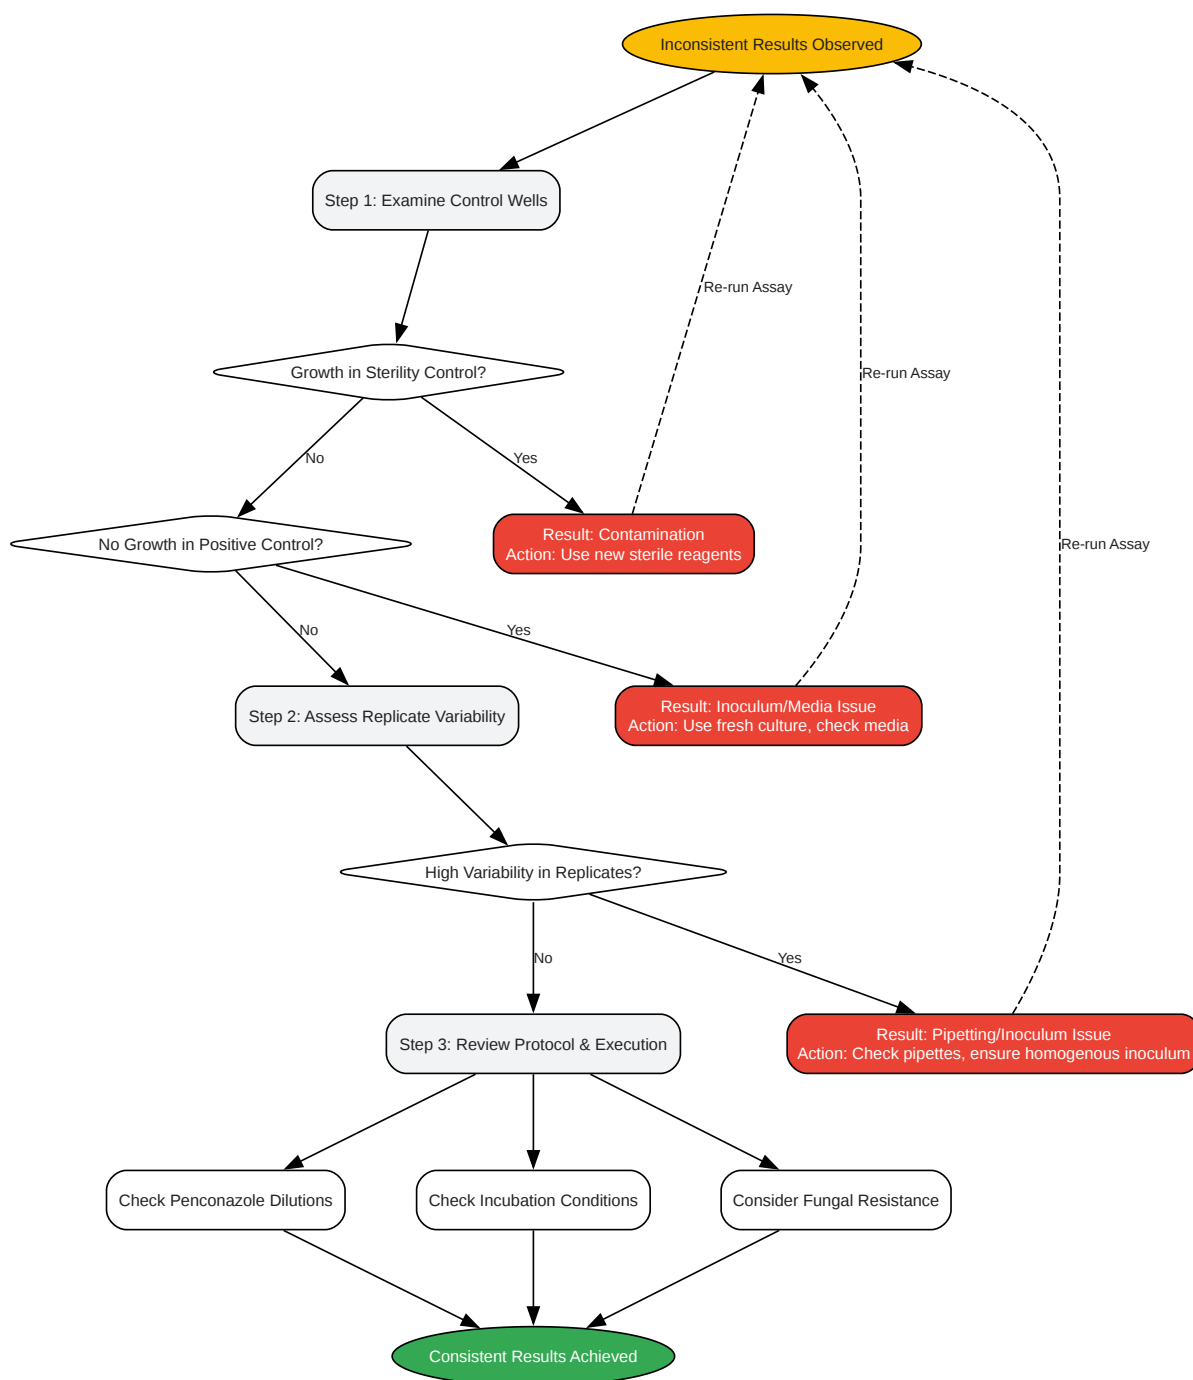 Inconsistent Results Observed
Step 1: Examine Control Wells
Re-run Assay
Growth in Sterility Control?
Re-run Assay
No
Yes
No Growth in Positive Control?
Result: Contamination
Action: Use new sterile reagents
Re-run Assay
No
Yes
Step 2: Assess Replicate Variability
Result: Inoculum/Media Issue
Action: Use fresh culture, check media
High Variability in Replicates?
No
Yes
Step 3: Review Protocol & Execution
Result: Pipetting/Inoculum Issue
Action: Check pipettes, ensure homogenous inoculum
Check Penconazole Dilutions
Check Incubation Conditions
Consider Fungal Resistance
Consistent Results Achieved